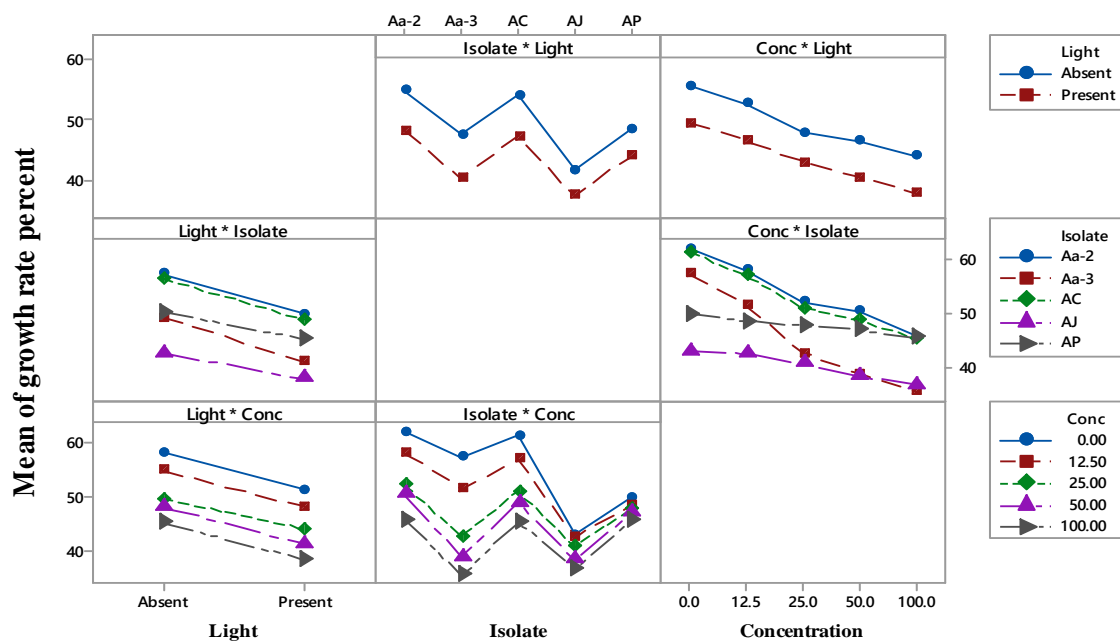 Aa-2 Aa-3 AC AJ AP
Isolate * Light
Conc * Light
60
50
40
Light
Absent
Present
Mean of growth rate percent
Light * Isolate
Conc * Isolate
60
50
40
Isolate
Aa-2
Aa-3
AC
AJ
AP
Light * Conc
Isolate * Conc
60
50
40
Conc
0.00
12.50
25.00
50.00
100.00
Absent Present
0.0 12.5 25.0 50.0 100.0
Light
Isolate
Concentration